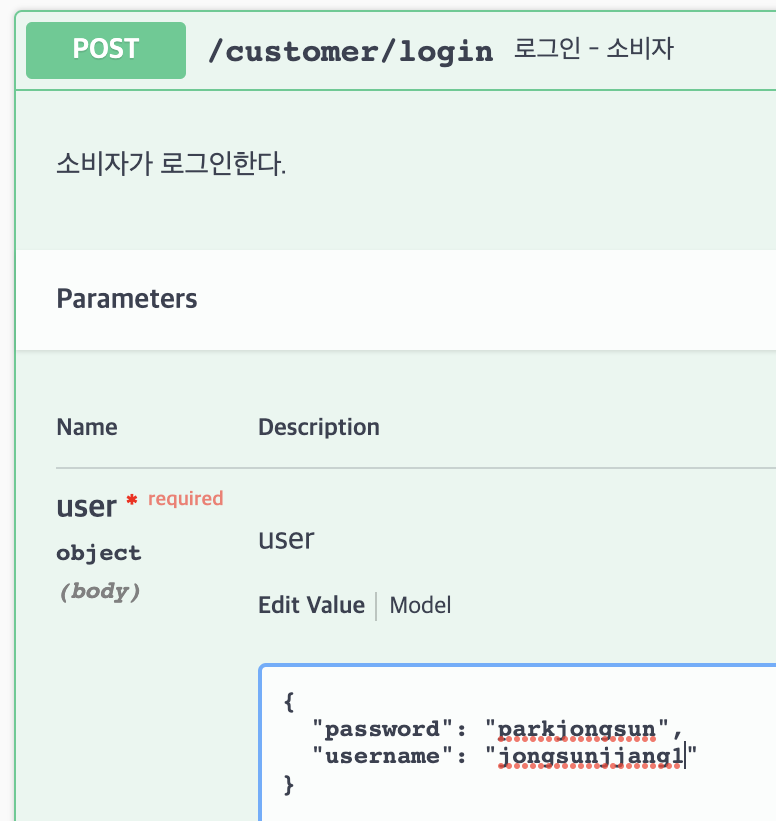 POST /customer/login 로그인 - 소비자
소비자가 로그인한다.
Parameters
Name Description
user * required
object
(body)
user
Edit Value | Model
{
"password": "parkjongsun",
"username": "jongsunjjang1"
}